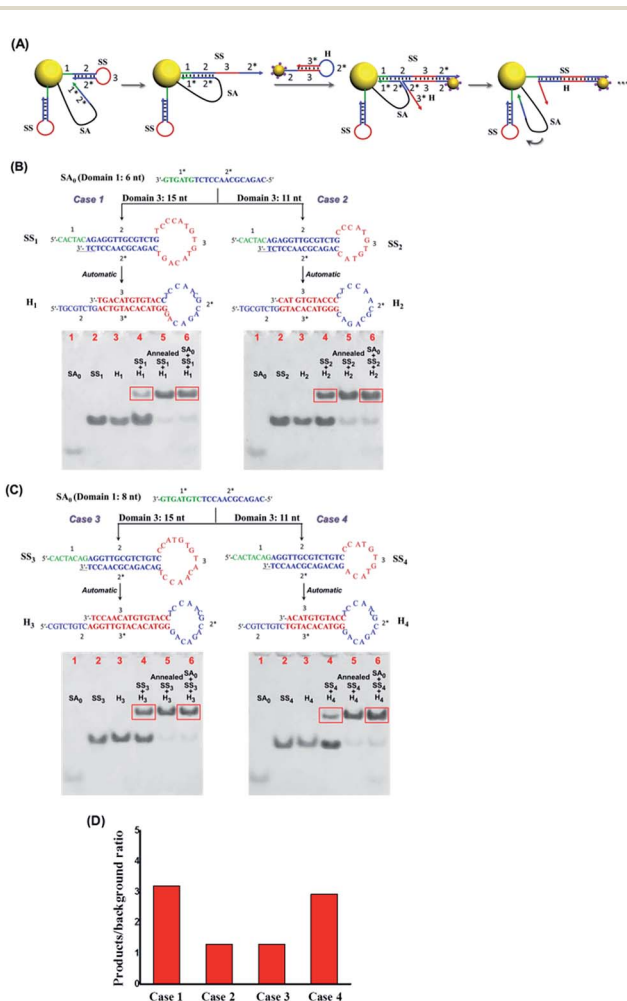 (A)
1 2 SS 3 2* 1* 2* SA SS
SS 1 2 3 2* 1* 2* SA SS
3* H 2* 2 3
SS 1 2 3 2* 1* 2* 2* 3* SA 3* H SS
SS H SA SS ...
(B)
SA0 (Domain 1: 6 nt) 3'-GTGATGTCTCCAACGCAGAC-5'
1* 2*
Case 1 Domain 3: 15 nt Domain 3: 11 nt Case 2
SS1 5'-CACTACAGAGGTTGCGTCTG
3'-TCTCCAACGCAGAC
1 2 3 2*
SS2 5'-CACTACAGAGGTTGCGTCTG
3'-TCTCCAACGCAGAC
1 2 3 2*
Automatic Automatic
H1 3'-TGACATGTGTACC
5'-TGCGTCTGACTGTACACATGG
3 2* 2 3*
H2 3'-CAT GTGTACCC
5'-TGCGTCTGGTACACATGGG
3 2* 2 3*
1 2 3 4 5 6
SA0 SS1 H1 SS1+H1 Annealed SS1+H1 SA0+SS1+H1
1 2 3 4 5 6
SA0 SS2 H2 SS2+H2 Annealed SS2+H2 SA0+SS2+H2
(C)
SA0 (Domain 1: 8 nt) 3'-GTGATGTCTCCAACGCAGAC-5'
1* 2*
Case 3 Domain 3: 15 nt Domain 3: 11 nt Case 4
SS3 5'-CACTACAGAGGTTGCGTCTGTC
3'-TCCAACGCAGACAG
1 2 3 2*
SS4 5'-CACTACAGAGGTTGCGTCTGTC
3'-TCCAACGCAGACAG
1 2 3 2*
Automatic Automatic
H3 3'-TCCAACATGTGTACC
5'-CGTCTGTCAGGTTGTACACATGG
3 2* 2 3*
H4 3'-ACATGTGTACC
5'-CGTCTGTCTGTACACATGG
3 2* 2 3*
1 2 3 4 5 6
SA0 SS3 H3 SS3+H3 Annealed SS3+H3 SA0+SS3+H3
1 2 3 4 5 6
SA0 SS4 H4 SS4+H4 Annealed SS4+H4 SA0+SS4+H4
(D)
Products/background ratio
5
4
3
2
1
0
Case 1 Case 2 Case 3 Case 4